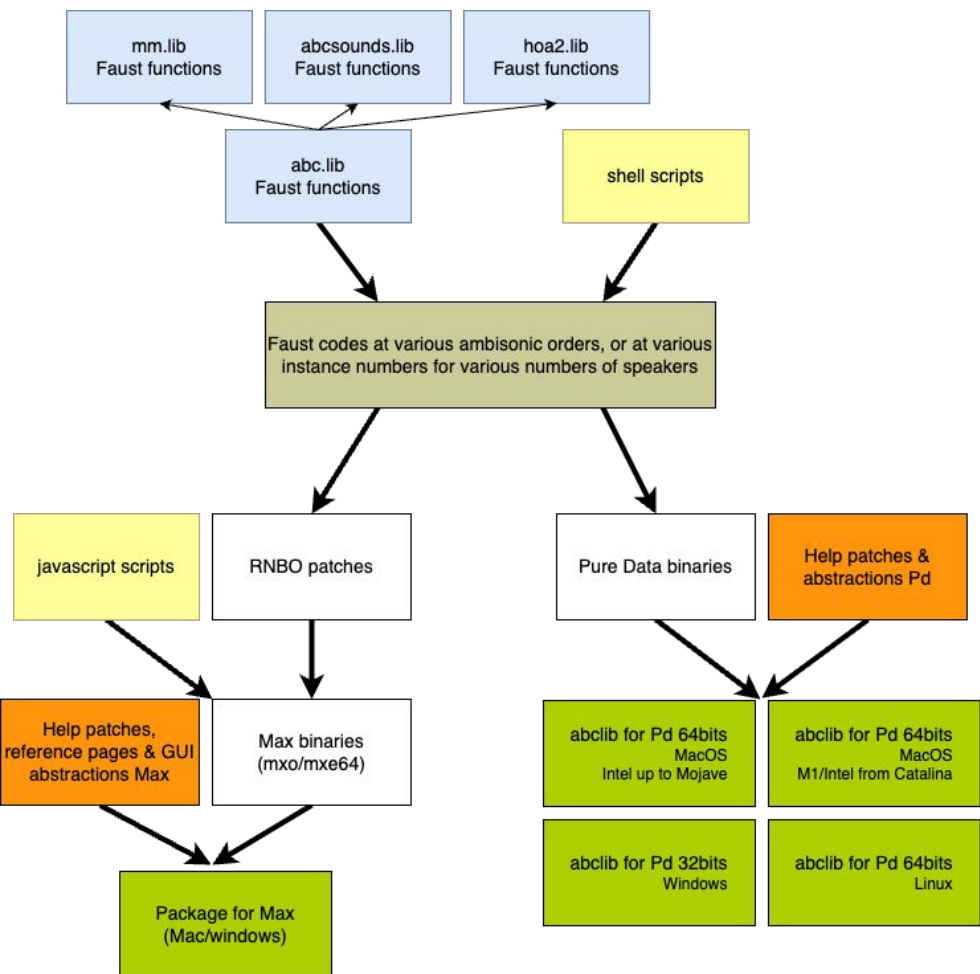 mm.lib
Faust functions
abcsounds.lib
Faust functions
hoa2.lib
Faust functions
abc.lib
Faust functions
shell scripts
Faust codes at various ambisonic orders, or at various
instance numbers for various numbers of speakers
javascript scripts
RNBO patches
Pure Data binaries
Help patches &
abstractions Pd
Help patches,
reference pages & GUI
abstractions Max
Max binaries
(mxo/mxe64)
abclib for Pd 64bits
MacOS
Intel up to Mojave
abclib for Pd 64bits
MacOS
M1/Intel from Catalina
abclib for Pd 32bits
Windows
abclib for Pd 64bits
Linux
Package for Max
(Mac/windows)